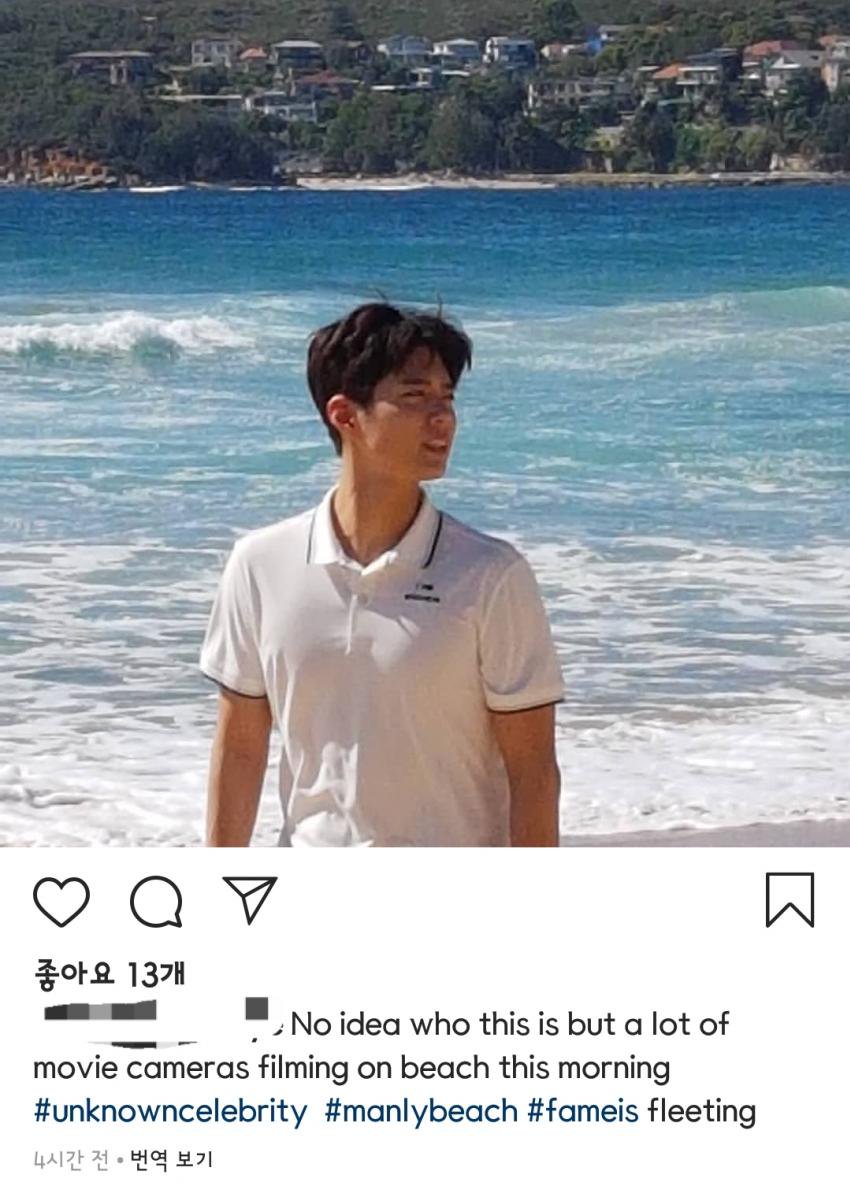 좋아요 13개
No idea who this is but a lot of
movie cameras filming on beach this morning
#unknowncelebrity #manlybeach #fameis fleeting
4시간 전 • 번역 보기